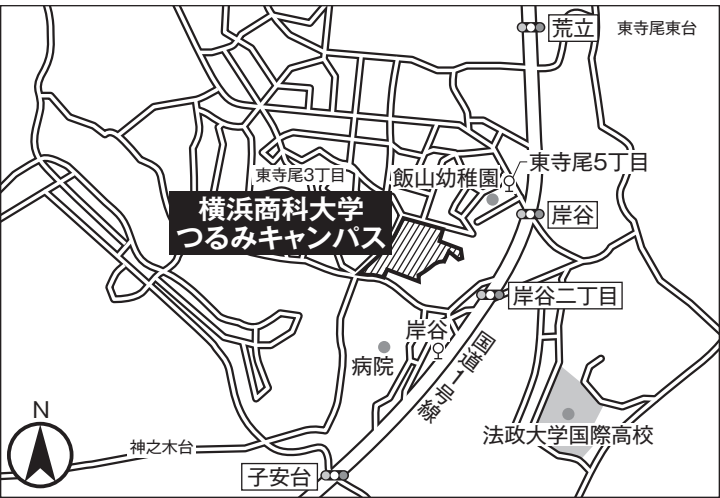 荒立
東寺尾東台
東寺尾5丁目
東寺尾3丁目
飯山幼稚園
横浜商科大学
つるみキャンパス
岸谷
岸谷二丁目
岸谷
国道1号線
病院
法政大学国際高校
N
神之木台
子安台